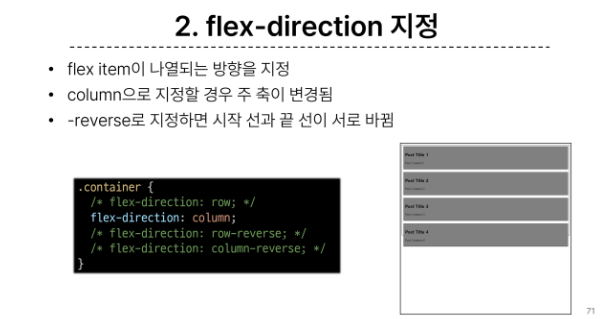 2. flex-direction 지정
• flex item이 나열되는 방향을 지정
• column으로 지정할 경우 주 축이 변경됨
• -reverse로 지정하면 시작 선과 끝 선이 서로 바뀜
.container {
/* flex-direction: row; */
flex-direction: column;
/* flex-direction: row-reverse; */
/* flex-direction: column-reverse; */
}
Post Title 1
Post Title 2
Post Title 3
Post Title 4
71